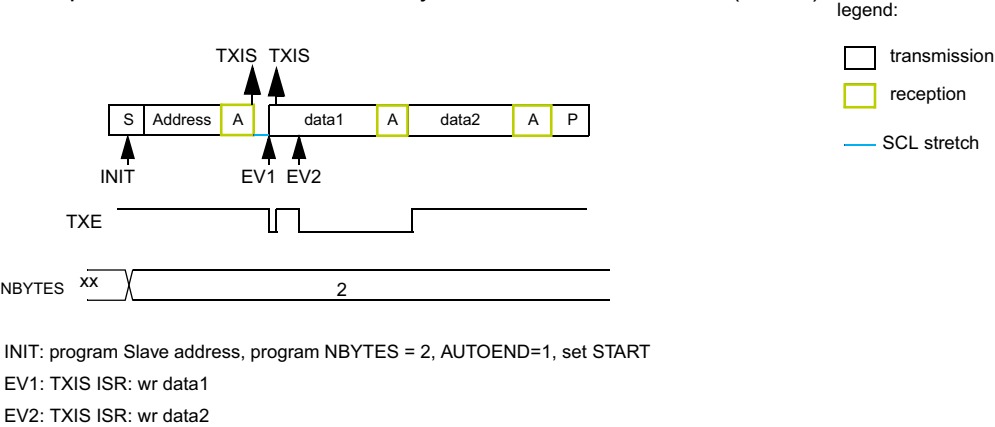 legend:
transmission
reception
SCL stretch
TXIS TXIS
S Address A data1 A data2 A P
INIT EV1 EV2
TXE
NBYTES xx 2
INIT: program Slave address, program NBYTES = 2, AUTOEND=1, set START
EV1: TXIS ISR: wr data1
EV2: TXIS ISR: wr data2